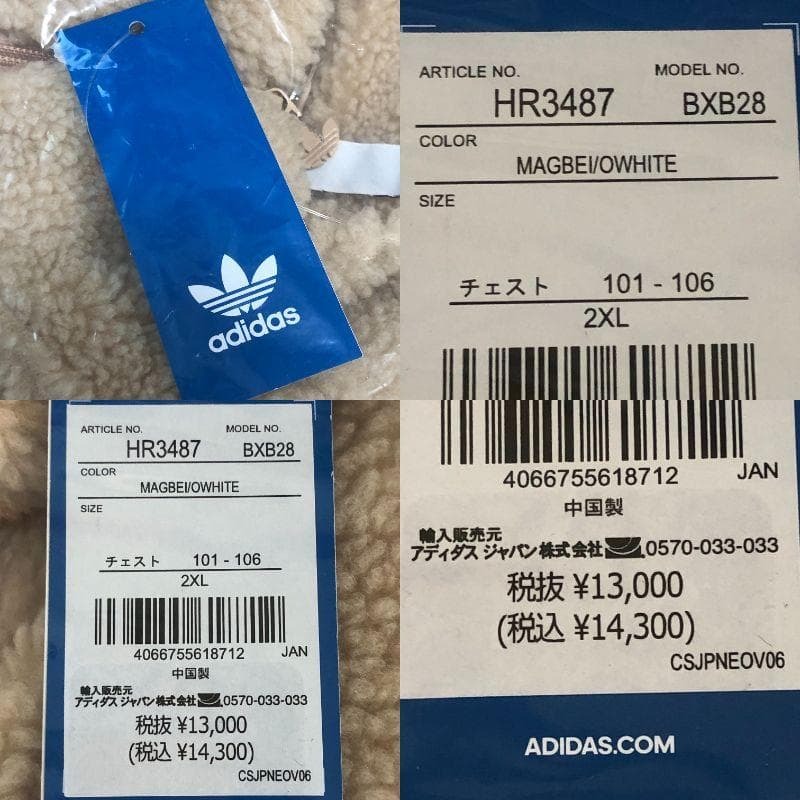 adidas
ARTICLE NO. MODEL NO.
HR3487 BXB28
COLOR
MAGBEI/OWHITE
SIZE
チェスト 101 - 106
2XL
ARTICLE NO. MODEL NO.
HR3487 BXB28
COLOR
MAGBEI/OWHITE
SIZE
チェスト 101 - 106
2XL
4066755618712 JAN
中国製
輸入販売元
アディダス ジャパン株式会社 0570-033-033
税抜 ¥13,000
(税込 ¥14,300)
CSJPNEOV06
4066755618712 JAN
中国製
輸入販売元
アディダス ジャパン株式会社 0570-033-033
税抜 ¥13,000
(税込 ¥14,300)
CSJPNEOV06
ADIDAS.COM